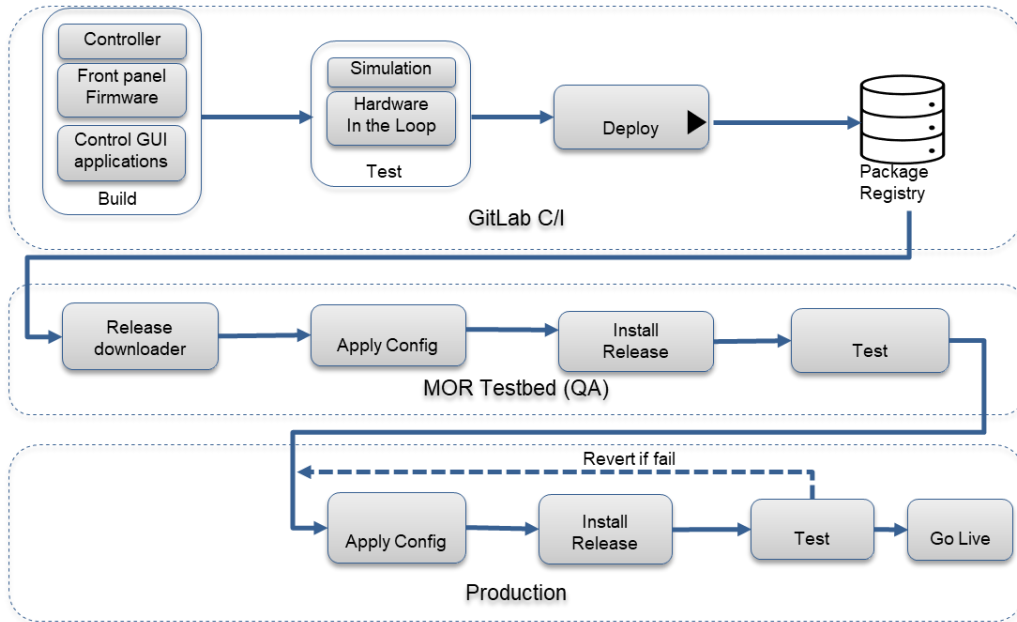 Controller
Front panel
Firmware
Control GUI
applications
Build
Simulation
Hardware
In the Loop
Test
Deploy
Package
Registry
GitLab C/I
Release
downloader
Apply Config
Install
Release
Test
MOR Testbed (QA)
Revert if fail
Apply Config
Install
Release
Test
Go Live
Production